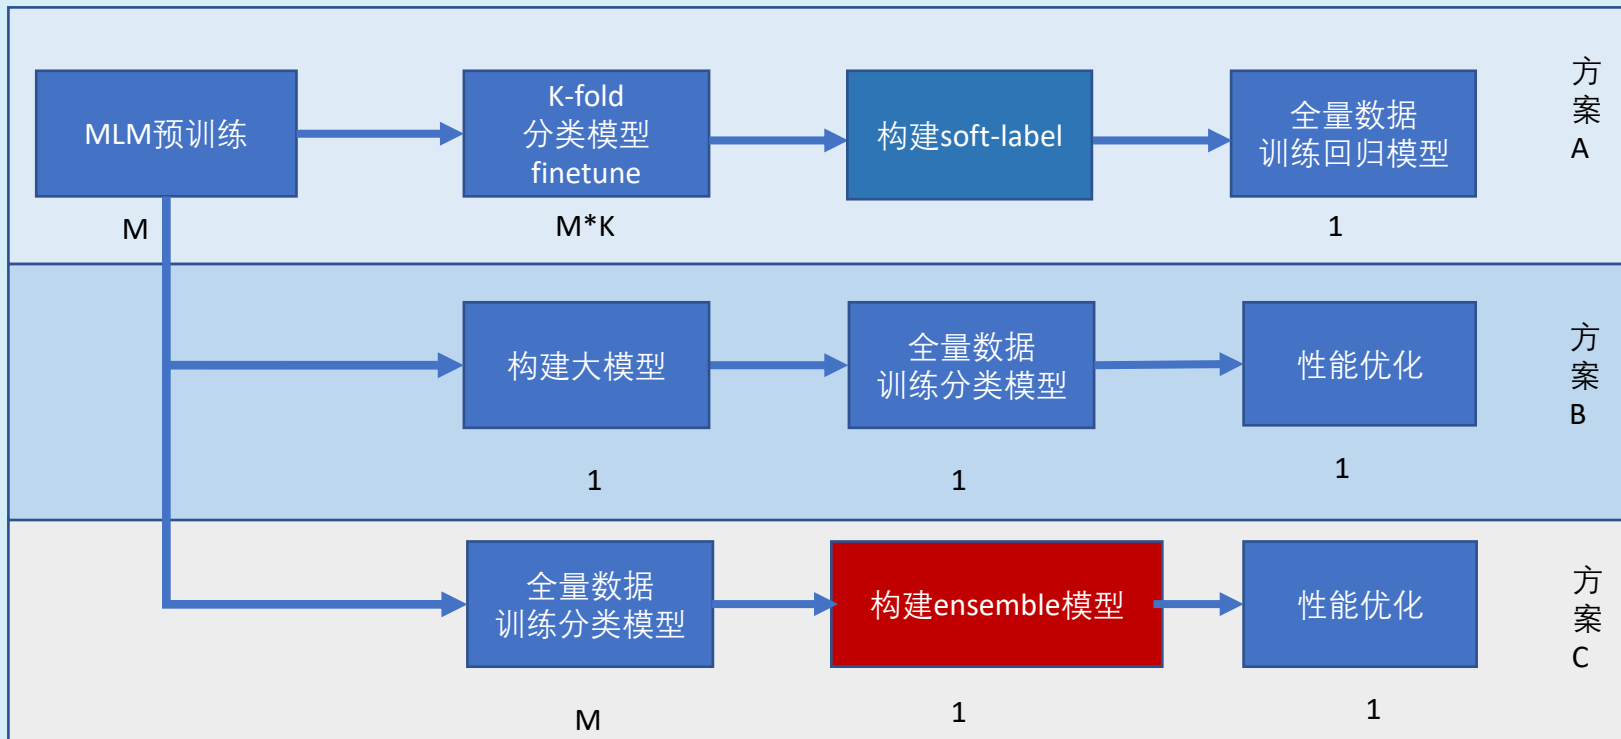 MLM预训练
K-fold
分类模型
finetune
构建soft-label
全量数据
训练回归模型
方
案
A
M
M*K
1
构建大模型
全量数据
训练分类模型
性能优化
方
案
B
1
1
1
全量数据
训练分类模型
构建ensemble模型
性能优化
方
案
C
M
1
1